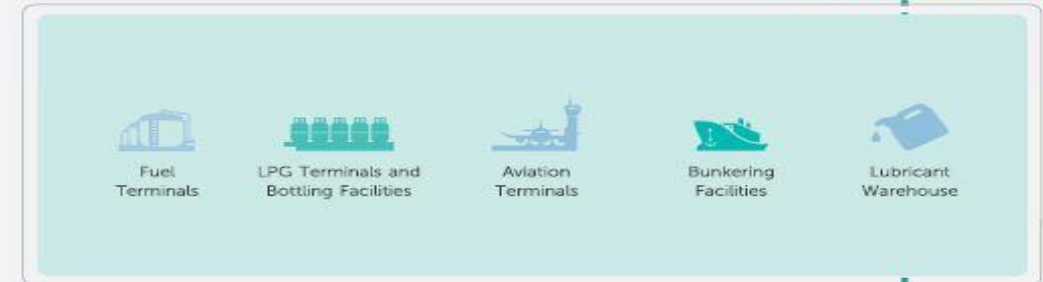 Fuel
Terminals
LPG Terminals and
Bottling Facilities
Aviation
Terminals
Bunkering
Facilities
Lubricant
Warehouse